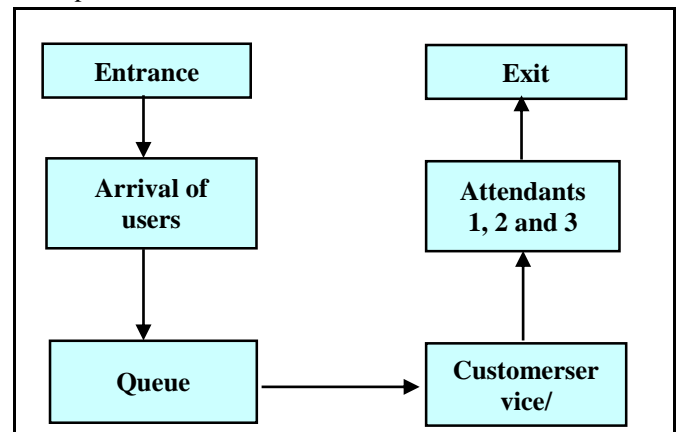 Entrance
Arrival of
users
Queue
Customerser
vice/
Attendants
1, 2 and 3
Exit